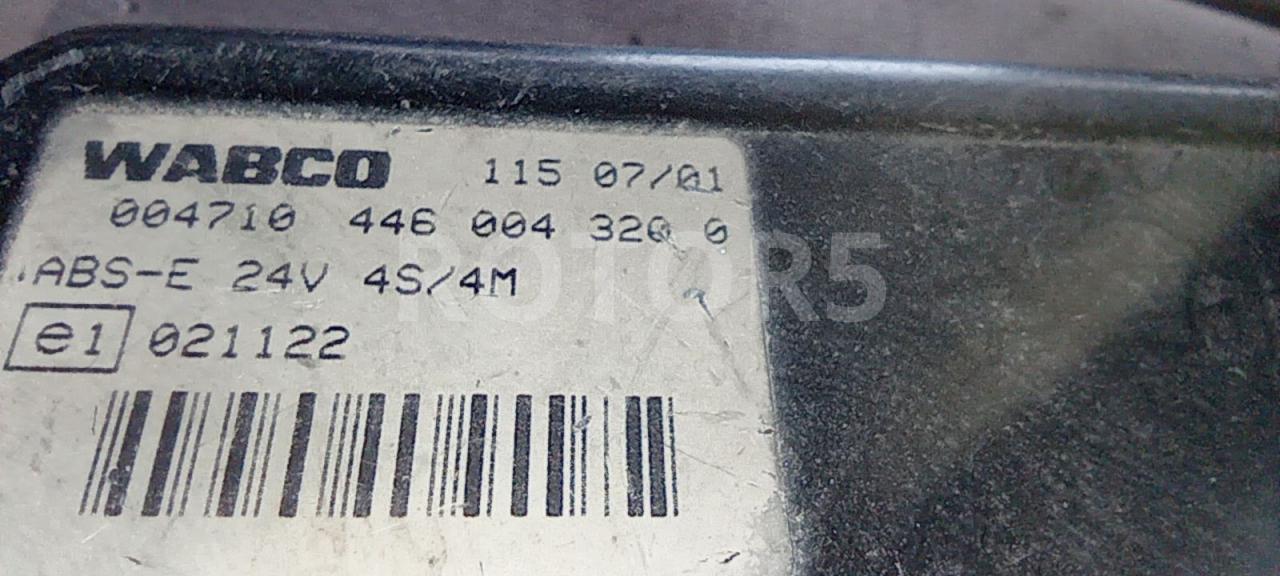 WABCO 115 07/01
004710 446 004 320 0
ABS-E 24V 4S/4M
e1 021122
ROTOR5